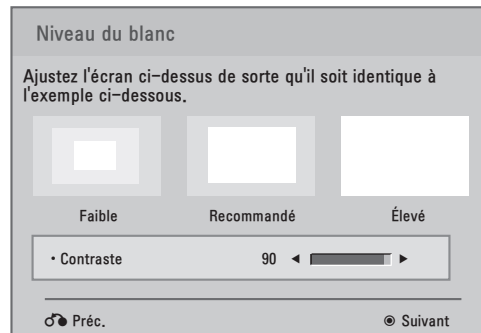 Niveau du blanc
Ajustez l'écran ci-dessus de sorte qu'il soit identique à
l'exemple ci-dessous.
Faible Recommandé Élevé
• Contraste 90 ◄ ►
Préc. ◉ Suivant